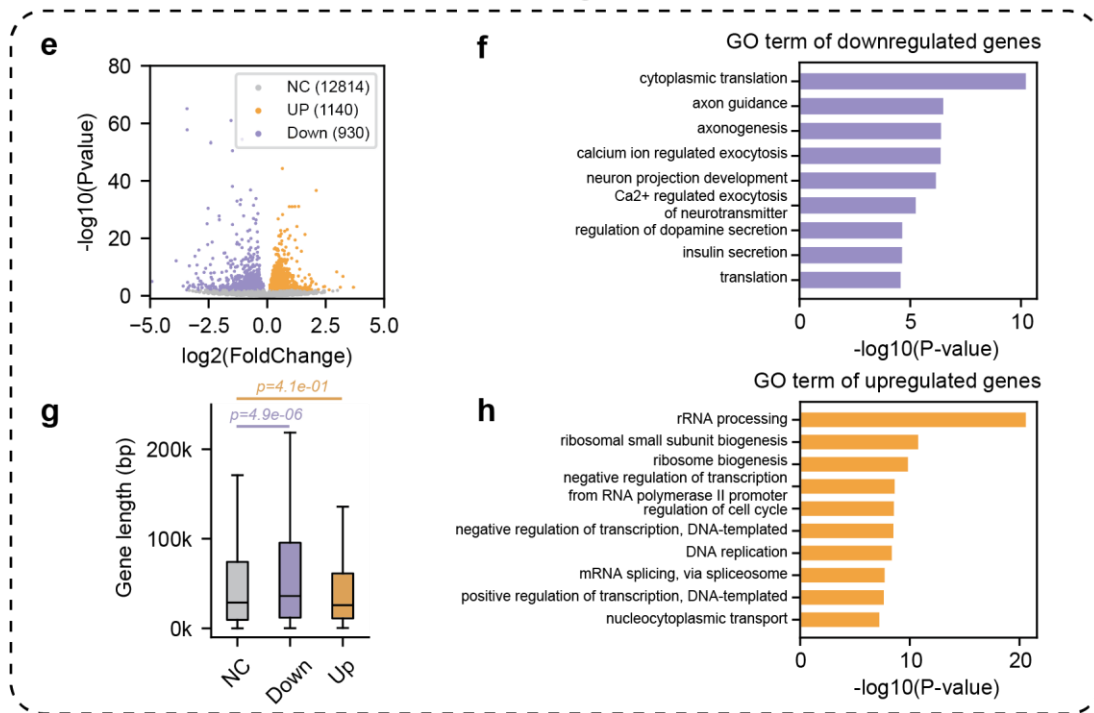 e
80
60
40
20
0
-log10(Pvalue)
NC (12814)
UP (1140)
Down (930)
−5.0 −2.5 0.0 2.5 5.0
log2(FoldChange)
f
GO term of downregulated genes
cytoplasmic translation
axon guidance
axonogenesis
calcium ion regulated exocytosis
neuron projection development
Ca2+ regulated exocytosis
of neurotransmitter
regulation of dopamine secretion
insulin secretion
translation
0 5 10
-log10(P-value)
g
p=4.1e-01
p=4.9e-06
200k
100k
0k
Gene length (bp)
NC Down Up
h
GO term of upregulated genes
rRNA processing
ribosomal small subunit biogenesis
ribosome biogenesis
negative regulation of transcription
from RNA polymerase II promoter
regulation of cell cycle
negative regulation of transcription, DNA-templated
DNA replication
mRNA splicing, via spliceosome
positive regulation of transcription, DNA-templated
nucleocytoplasmic transport
0 10 20
-log10(P-value)